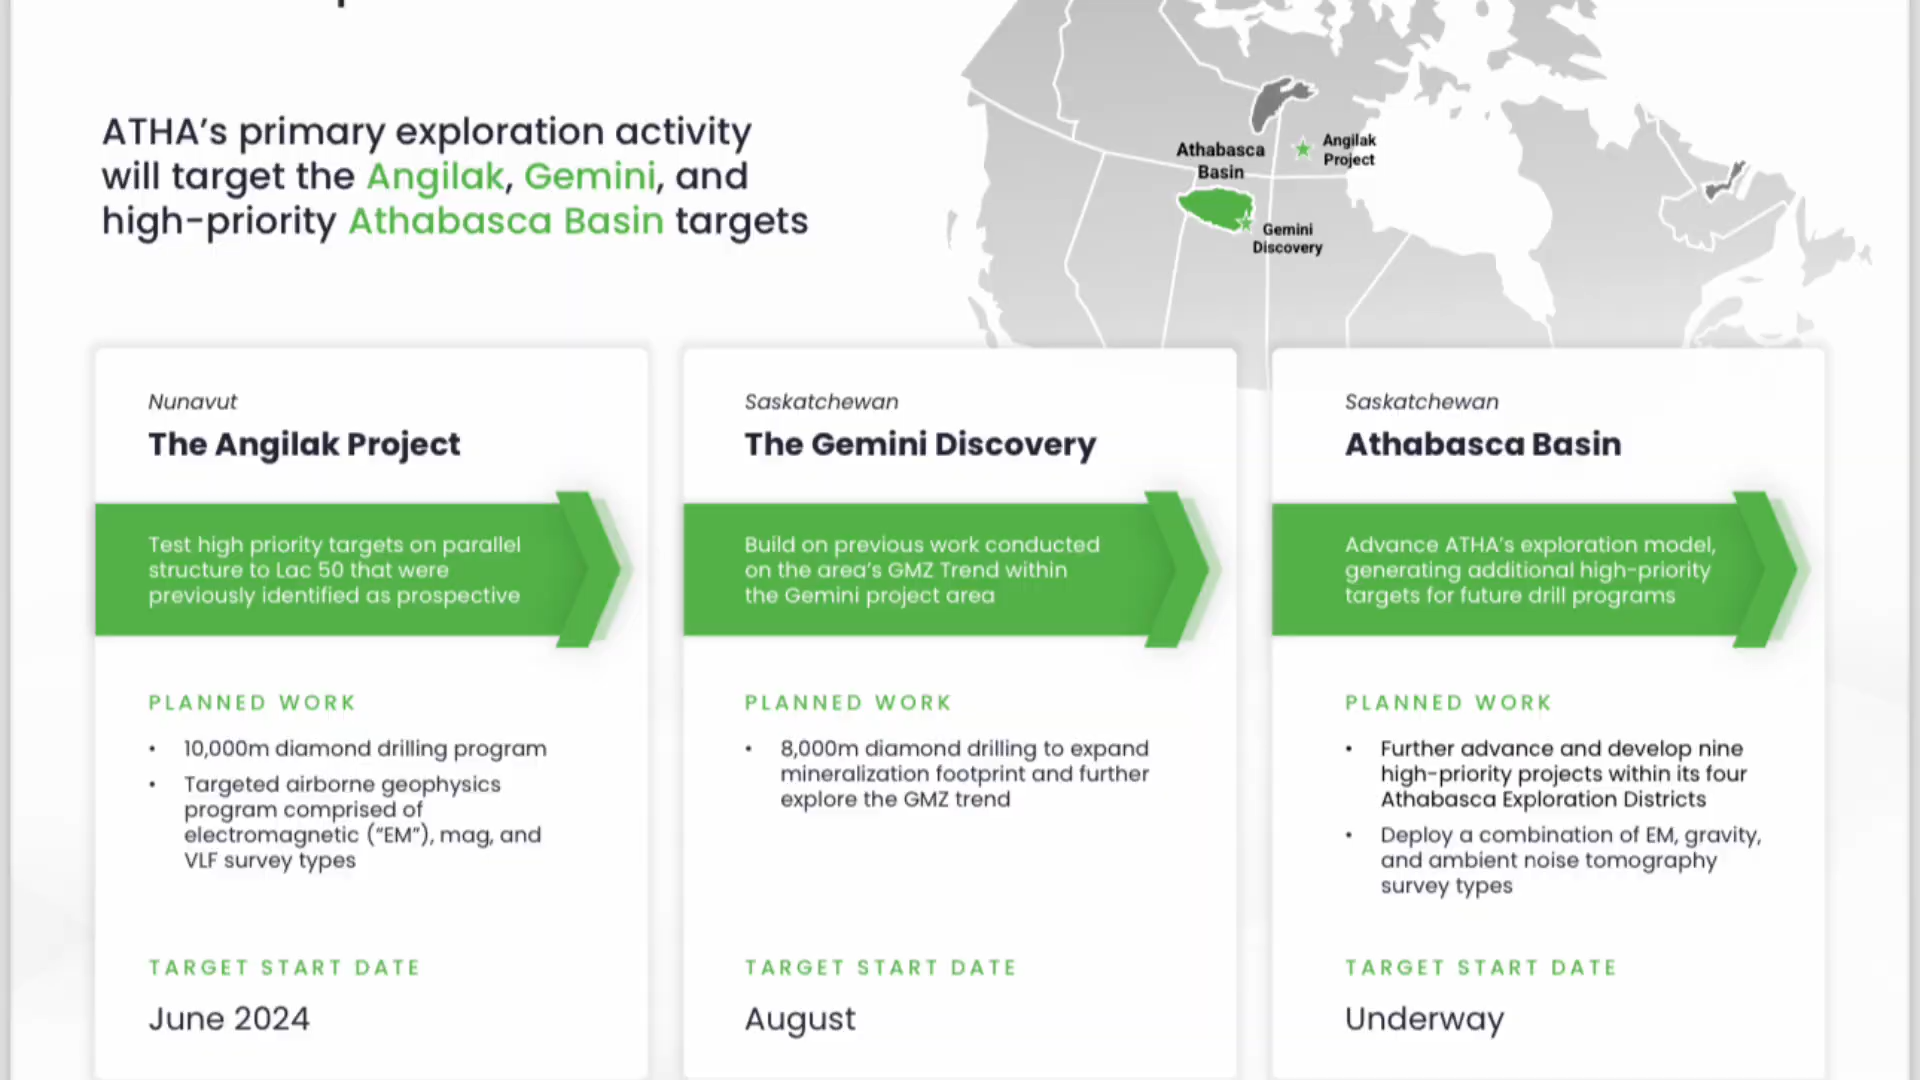 ATHA’s primary exploration activity
will target the Angilak, Gemini, and
high-priority Athabasca Basin targets
Athabasca
Basin
Angilak
Project
Gemini
Discovery
Nunavut
The Angilak Project
Test high priority targets on parallel
structure to Lac 50 that were
previously identified as prospective
PLANNED WORK
• 10,000m diamond drilling program
• Targeted airborne geophysics
program comprised of
electromagnetic (“EM”), mag, and
VLF survey types
TARGET START DATE
June 2024
Saskatchewan
The Gemini Discovery
Build on previous work conducted
on the area’s GMZ Trend within
the Gemini project area
PLANNED WORK
• 8,000m diamond drilling to expand
mineralization footprint and further
explore the GMZ trend
TARGET START DATE
August
Saskatchewan
Athabasca Basin
Advance ATHA’s exploration model,
generating additional high-priority
targets for future drill programs
PLANNED WORK
• Further advance and develop nine
high-priority projects within its four
Athabasca Exploration Districts
• Deploy a combination of EM, gravity,
and ambient noise tomography
survey types
TARGET START DATE
Underway